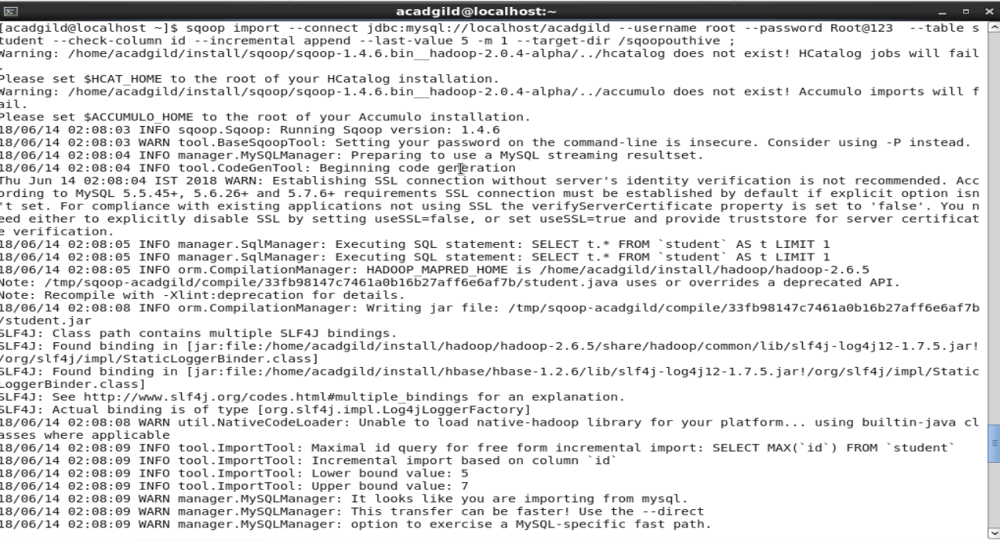 acadgild@localhost:~
[acadgild@localhost ~]$ sqoop import --connect jdbc:mysql://localhost/acadgild --username root --password Root@123  --table s
tudent --check-column id --incremental append --last-value 5 -m 1 --target-dir /sqoopouthive ;
Warning: /home/acadgild/install/sqoop/sqoop-1.4.6.bin__hadoop-2.0.4-alpha/../hcatalog does not exist! HCatalog jobs will fail
.
Please set $HCAT_HOME to the root of your HCatalog installation.
Warning: /home/acadgild/install/sqoop/sqoop-1.4.6.bin__hadoop-2.0.4-alpha/../accumulo does not exist! Accumulo imports will f
ail.
Please set $ACCUMULO_HOME to the root of your Accumulo installation.
18/06/14 02:08:03 INFO sqoop.Sqoop: Running Sqoop version: 1.4.6
18/06/14 02:08:03 WARN tool.BaseSqoopTool: Setting your password on the command-line is insecure. Consider using -P instead.
18/06/14 02:08:04 INFO manager.MySQLManager: Preparing to use a MySQL streaming resultset.
18/06/14 02:08:04 INFO tool.CodeGenTool: Beginning code generation
Thu Jun 14 02:08:04 IST 2018 WARN: Establishing SSL connection without server's identity verification is not recommended. Acc
ording to MySQL 5.5.45+, 5.6.26+ and 5.7.6+ requirements SSL connection must be established by default if explicit option isn
't set. For compliance with existing applications not using SSL the verifyServerCertificate property is set to 'false'. You n
eed either to explicitly disable SSL by setting useSSL=false, or set useSSL=true and provide truststore for server certificat
e verification.
18/06/14 02:08:05 INFO manager.SqlManager: Executing SQL statement: SELECT t.* FROM `student` AS t LIMIT 1
18/06/14 02:08:05 INFO manager.SqlManager: Executing SQL statement: SELECT t.* FROM `student` AS t LIMIT 1
18/06/14 02:08:05 INFO orm.CompilationManager: HADOOP_MAPRED_HOME is /home/acadgild/install/hadoop/hadoop-2.6.5
Note: /tmp/sqoop-acadgild/compile/33fb98147c7461a0b16b27aff6e6af7b/student.java uses or overrides a deprecated API.
Note: Recompile with -Xlint:deprecation for details.
18/06/14 02:08:08 INFO orm.CompilationManager: Writing jar file: /tmp/sqoop-acadgild/compile/33fb98147c7461a0b16b27aff6e6af7b
/student.jar
SLF4J: Class path contains multiple SLF4J bindings.
SLF4J: Found binding in [jar:file:/home/acadgild/install/hadoop/hadoop-2.6.5/share/hadoop/common/lib/slf4j-log4j12-1.7.5.jar!
/org/slf4j/impl/StaticLoggerBinder.class]
SLF4J: Found binding in [jar:file:/home/acadgild/install/hbase/hbase-1.2.6/lib/slf4j-log4j12-1.7.5.jar!/org/slf4j/impl/Static
LoggerBinder.class]
SLF4J: See http://www.slf4j.org/codes.html#multiple_bindings for an explanation.
SLF4J: Actual binding is of type [org.slf4j.impl.Log4jLoggerFactory]
18/06/14 02:08:08 WARN util.NativeCodeLoader: Unable to load native-hadoop library for your platform... using builtin-java cl
asses where applicable
18/06/14 02:08:09 INFO tool.ImportTool: Maximal id query for free form incremental import: SELECT MAX(`id`) FROM `student`
18/06/14 02:08:09 INFO tool.ImportTool: Incremental import based on column `id`
18/06/14 02:08:09 INFO tool.ImportTool: Lower bound value: 5
18/06/14 02:08:09 INFO tool.ImportTool: Upper bound value: 7
18/06/14 02:08:09 WARN manager.MySQLManager: It looks like you are importing from mysql.
18/06/14 02:08:09 WARN manager.MySQLManager: This transfer can be faster! Use the --direct
18/06/14 02:08:09 WARN manager.MySQLManager: option to exercise a MySQL-specific fast path.